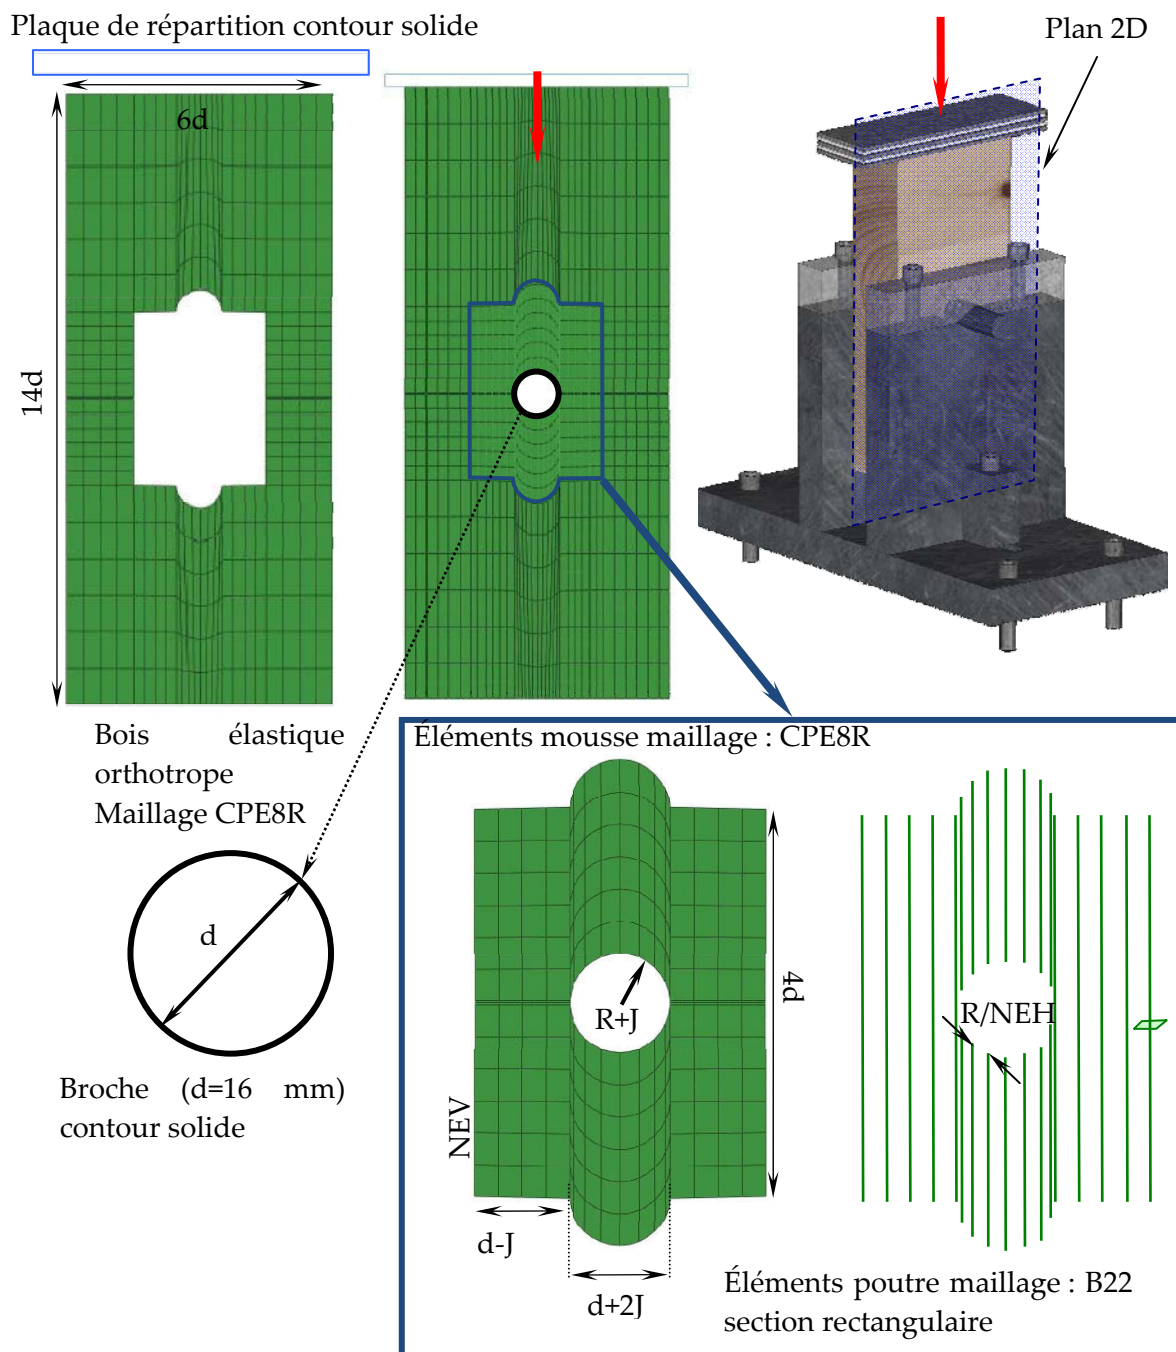 Plaque de répartition contour solide
Plan 2D
6d
14d
Bois élastique
orthotrope
Maillage CPE8R
Éléments mousse maillage : CPE8R
d
R+J
4d
R/NEH
Broche (d=16 mm)
contour solide
NEV
d-J
d+2J
Éléments poutre maillage : B22
section rectangulaire